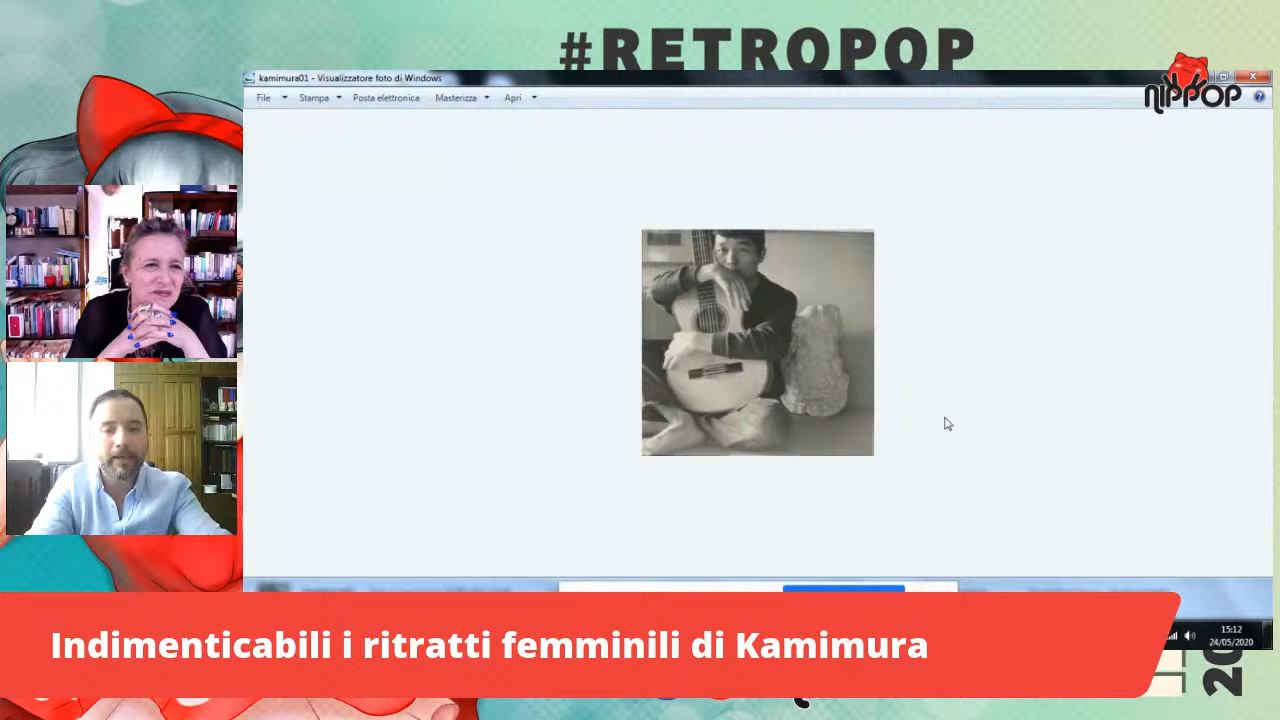 #RETROPOP
kamimura01 - Visualizzatore foto di Windows
NIPPOP
File Stampa Posta elettronica Masterizza Apri
Indimenticabili i ritratti femminili di Kamimura
15:12
24/05/2020
20